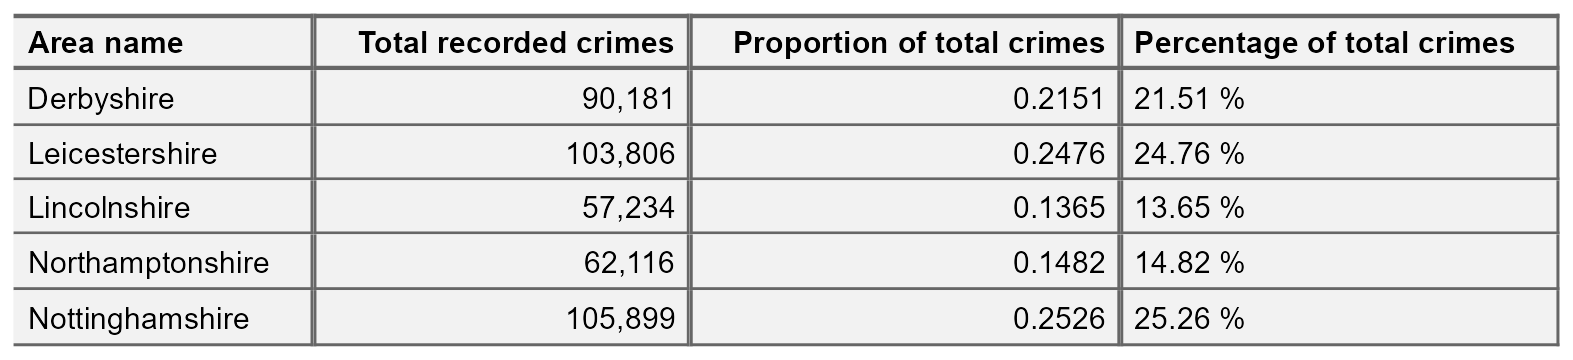 Area name Total recorded crimes Proportion of total crimes Percentage of total crimes
Derbyshire 90,181 0.2151 21.51 %
Leicestershire 103,806 0.2476 24.76 %
Lincolnshire 57,234 0.1365 13.65 %
Northamptonshire 62,116 0.1482 14.82 %
Nottinghamshire 105,899 0.2526 25.26 %